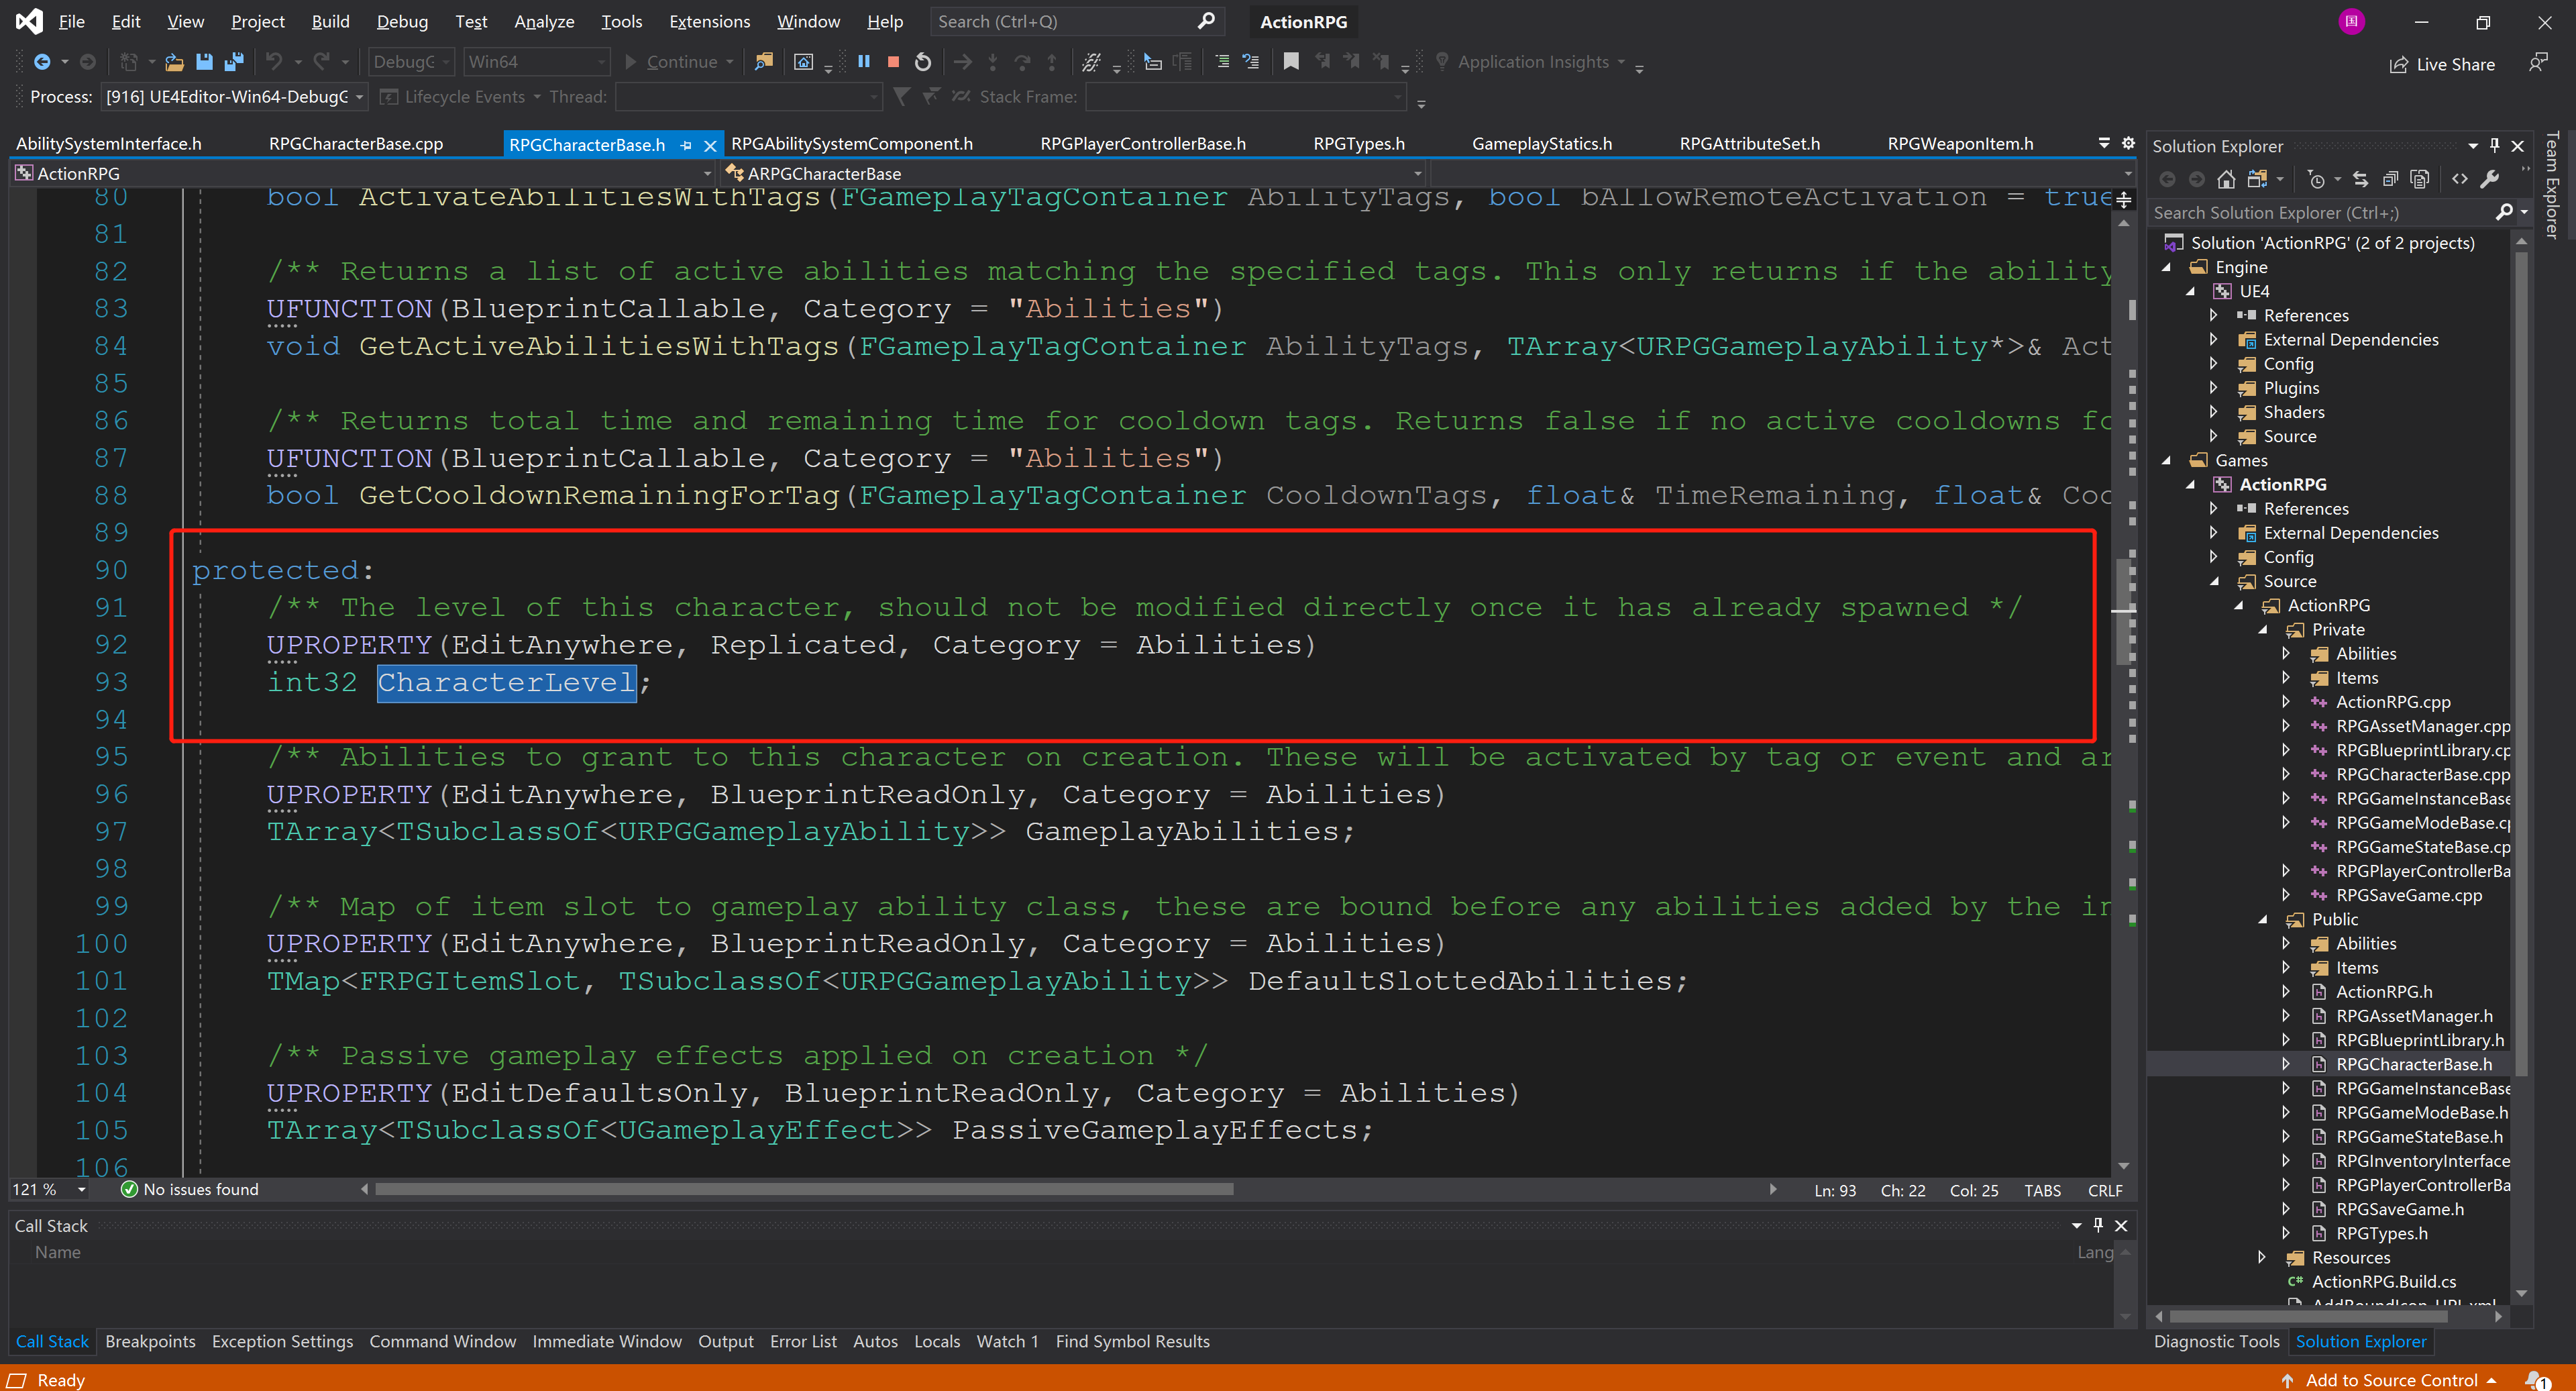 File Edit View Project Build Debug Test Analyze Tools Extensions Window Help Search (Ctrl+Q) ActionRPG 国
DebugG Win64 Continue Application Insights Live Share
Process: [916] UE4Editor-Win64-DebugG Lifecycle Events Thread: Stack Frame:
AbilitySystemInterface.h RPGCharacterBase.cpp RPGCharacterBase.h RPGAbilitySystemComponent.h RPGPlayerControllerBase.h RPGTypes.h GameplayStatics.h RPGAttributeSet.h RPGWeaponItem.h
ActionRPG ARPGCharacterBase
80 bool ActivateAbilitiesWithTags(FGameplayTagContainer AbilityTags, bool bAllowRemoteActivation = true
81
82 /** Returns a list of active abilities matching the specified tags. This only returns if the ability
83 UFUNCTION(BlueprintCallable, Category = "Abilities")
84 void GetActiveAbilitiesWithTags(FGameplayTagContainer AbilityTags, TArray<URPGGameplayAbility*>& Act
85
86 /** Returns total time and remaining time for cooldown tags. Returns false if no active cooldowns fo
87 UFUNCTION(BlueprintCallable, Category = "Abilities")
88 bool GetCooldownRemainingForTag(FGameplayTagContainer CooldownTags, float& TimeRemaining, float& Coo
89
90 protected:
91 /** The level of this character, should not be modified directly once it has already spawned */
92 UPROPERTY(EditAnywhere, Replicated, Category = Abilities)
93 int32 CharacterLevel;
94
95 /** Abilities to grant to this character on creation. These will be activated by tag or event and ar
96 UPROPERTY(EditAnywhere, BlueprintReadOnly, Category = Abilities)
97 TArray<TSubclassOf<URPGGameplayAbility>> GameplayAbilities;
98
99 /** Map of item slot to gameplay ability class, these are bound before any abilities added by the in
100 UPROPERTY(EditAnywhere, BlueprintReadOnly, Category = Abilities)
101 TMap<FRPGItemSlot, TSubclassOf<URPGGameplayAbility>> DefaultSlottedAbilities;
102
103 /** Passive gameplay effects applied on creation */
104 UPROPERTY(EditDefaultsOnly, BlueprintReadOnly, Category = Abilities)
105 TArray<TSubclassOf<UGameplayEffect>> PassiveGameplayEffects;
106
121 % No issues found Ln: 93 Ch: 22 Col: 25 TABS CRLF
Call Stack
Name Lang
Call Stack Breakpoints Exception Settings Command Window Immediate Window Output Error List Autos Locals Watch 1 Find Symbol Results
Solution Explorer
Search Solution Explorer (Ctrl+;)
Solution 'ActionRPG' (2 of 2 projects)
Engine
UE4
References
External Dependencies
Config
Plugins
Shaders
Source
Games
ActionRPG
References
External Dependencies
Config
Source
ActionRPG
Private
Abilities
Items
ActionRPG.cpp
RPGAssetManager.cpp
RPGBlueprintLibrary.cp
RPGCharacterBase.cpp
RPGGameInstanceBase
RPGGameModeBase.cp
RPGGameStateBase.cp
RPGPlayerControllerBa
RPGSaveGame.cpp
Public
Abilities
Items
ActionRPG.h
RPGAssetManager.h
RPGBlueprintLibrary.h
RPGCharacterBase.h
RPGGameInstanceBase
RPGGameModeBase.h
RPGGameStateBase.h
RPGInventoryInterface
RPGPlayerControllerBa
RPGSaveGame.h
RPGTypes.h
Resources
ActionRPG.Build.cs
Diagnostic Tools Solution Explorer
Team Explorer
Ready Add to Source Control 1